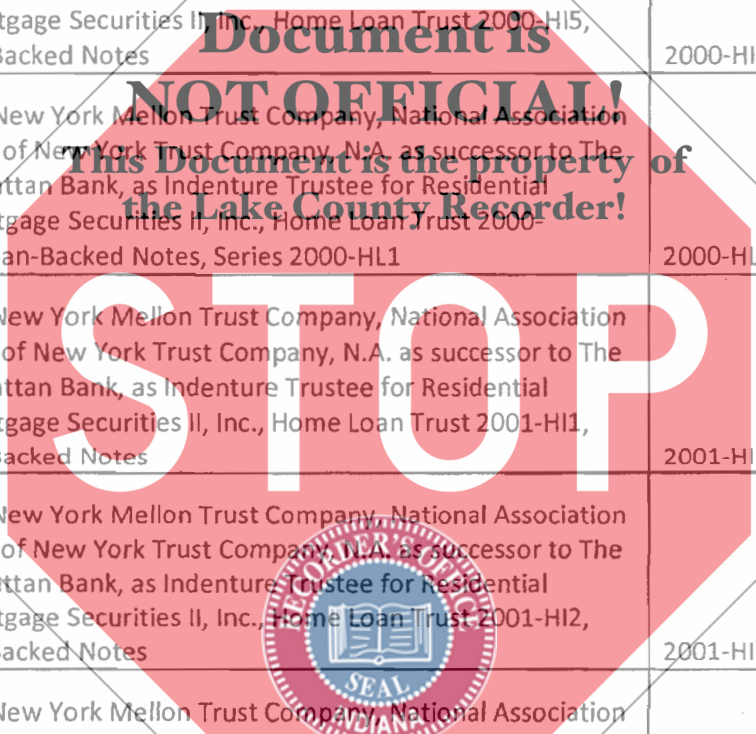 tgage Securities II, Inc., Home Loan Trust 2000-HI5,
Backed Notes 2000-HI
Document is
NOT OFFICIAL!
This Document is the property of
the Lake County Recorder!
New York Mellon Trust Company, National Association
of New York Trust Company, N.A. as successor to The
ttan Bank, as Indenture Trustee for Residential
tgage Securities II, Inc., Home Loan Trust 2000-
an-Backed Notes, Series 2000-HL1 2000-HL
STOP
New York Mellon Trust Company, National Association
of New York Trust Company, N.A. as successor to The
ttan Bank, as Indenture Trustee for Residential
tgage Securities II, Inc., Home Loan Trust 2001-HI1,
Backed Notes 2001-HI
New York Mellon Trust Company, National Association
of New York Trust Company, N.A. as successor to The
ttan Bank, as Indenture Trustee for Residential
tgage Securities II, Inc., Home Loan Trust 2001-HI2,
Backed Notes 2001-HI
RECORDER'S OFFICE
SEAL
INDIANA
New York Mellon Trust Company, National Association